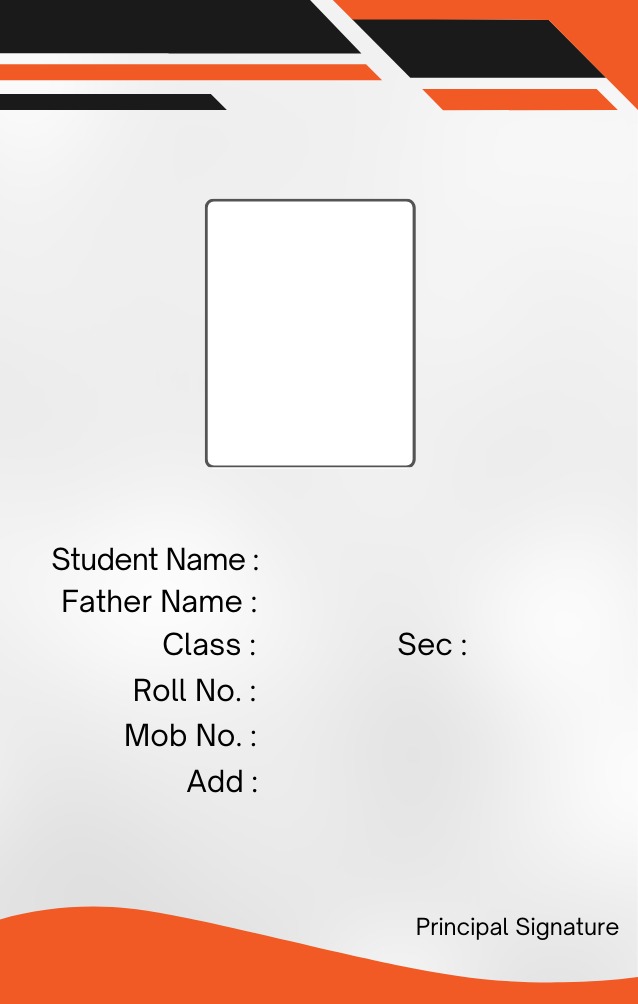 Student Name :
Father Name :
Class : Sec :
Roll No. :
Mob No. :
Add :
Principal Signature